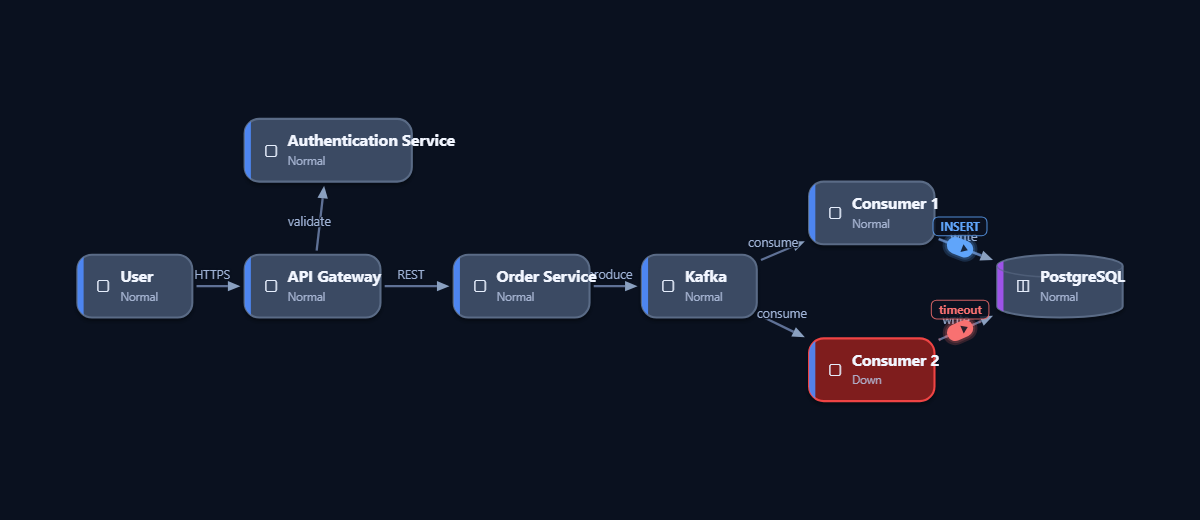 Authentication Service
Normal
validate
User
Normal
HTTPS
API Gateway
Normal
REST
Order Service
Normal
roduce
Kafka
Normal
consume
consume
Consumer 1
Normal
INSERT
timeout
Consumer 2
Down
PostgreSQL
Normal